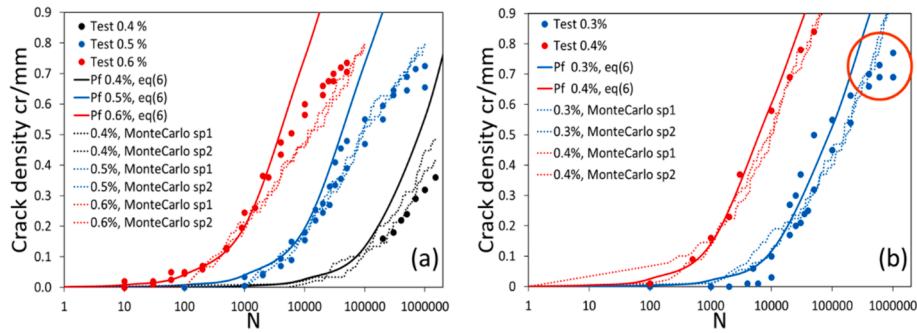 0.9
0.8
0.7
0.6
0.5
0.4
0.3
0.2
0.1
0
Crack density cr/mm
Test 0.4 %
Test 0.5 %
Test 0.6 %
Pf 0.4%, eq(6)
Pf 0.5%, eq(6)
Pf 0.6%, eq(6)
0.4%, MonteCarlo sp1
0.4%, MonteCarlo sp2
0.5%, MonteCarlo sp1
0.5%, MonteCarlo sp2
0.6%, MonteCarlo sp1
0.6%, MonteCarlo sp2
(a)
1 10 100 1000 10000 100000 1000000
N
0.9
0.8
0.7
0.6
0.5
0.4
0.3
0.2
0.1
0
Crack density cr/mm
Test 0.3%
Test 0.4%
Pf 0.3%, eq(6)
Pf 0.4%, eq(6)
0.3%, MonteCarlo sp1
0.3%, MonteCarlo sp2
0.4%, MonteCarlo sp1
0.4%, MonteCarlo sp2
(b)
1 10 100 1000 10000 100000 1000000
N